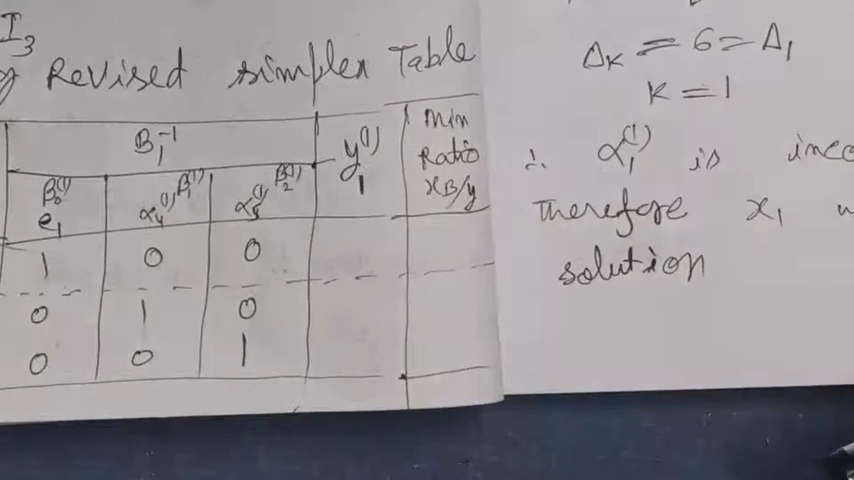 I₃
Revised simplex Table
B₁⁻¹
y₁⁽¹⁾
Min Ratio xB/y
β₀⁽¹⁾ e₁
α₄⁽¹⁾, β₁⁽¹⁾
α₅⁽¹⁾, β₂⁽¹⁾
1 0 0
0 1 0
0 0 1
Δₖ = 6 = Δ₁
k = 1
∴ α₁⁽¹⁾ is
Therefore x₁
solution